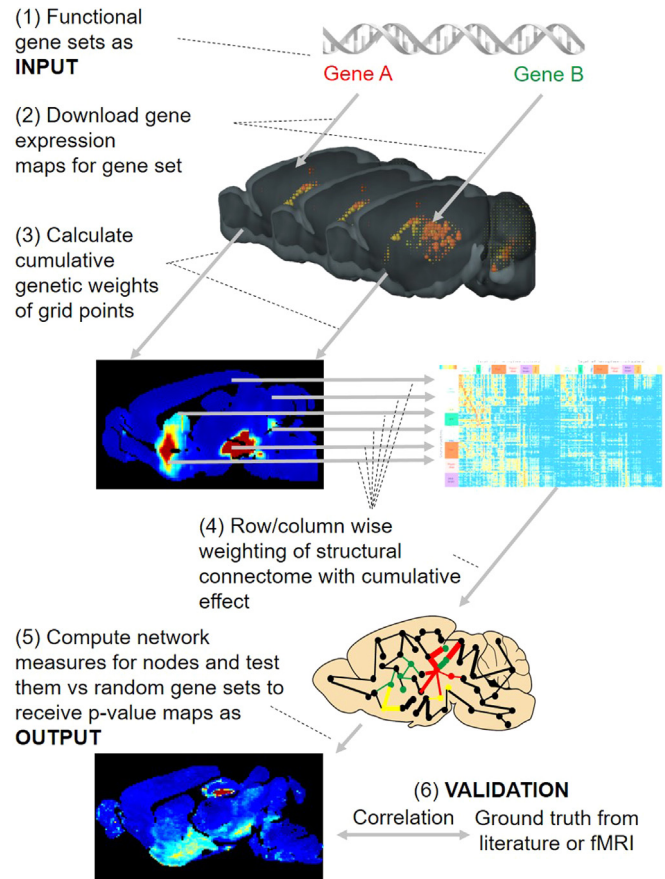 (1) Functional
gene sets as
INPUT
Gene A
Gene B
(2) Download gene
expression
maps for gene set
(3) Calculate
cumulative
genetic weights
of grid points
(4) Row/column wise
weighting of structural
connectome with cumulative
effect
(5) Compute network
measures for nodes and test
them vs random gene sets to
receive p-value maps as
OUTPUT
(6) VALIDATION
Correlation
Ground truth from
literature or fMRI